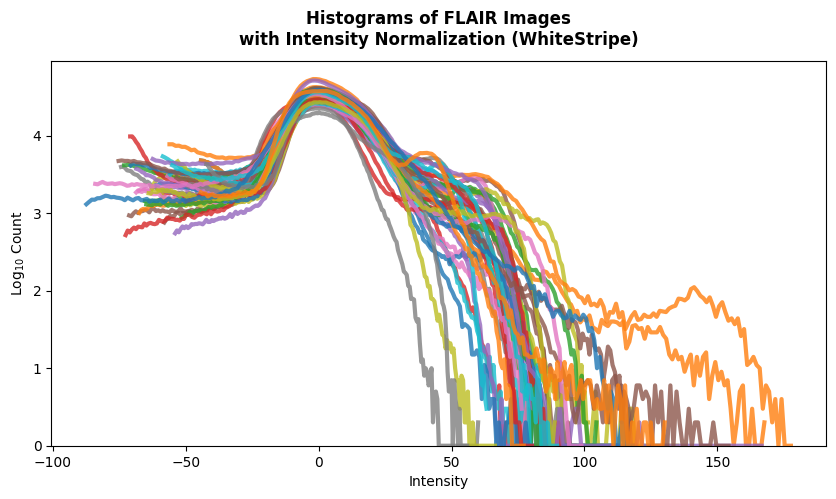 Histograms of FLAIR Images
with Intensity Normalization (WhiteStripe)
Log₁₀ Count
4
3
2
1
0
−100 −50 0 50 100 150
Intensity